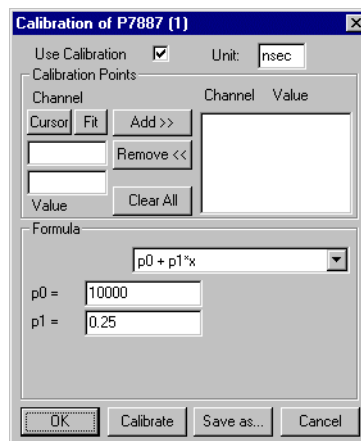 Calibration of P7887 (1)
Use Calibration Unit: nsec
Calibration Points
Channel Channel Value
Cursor Fit Add >>
Remove <<
Clear All
Value
Formula
p0 + p1*x
p0 = 10000
p1 = 0.25
OK Calibrate Save as... Cancel